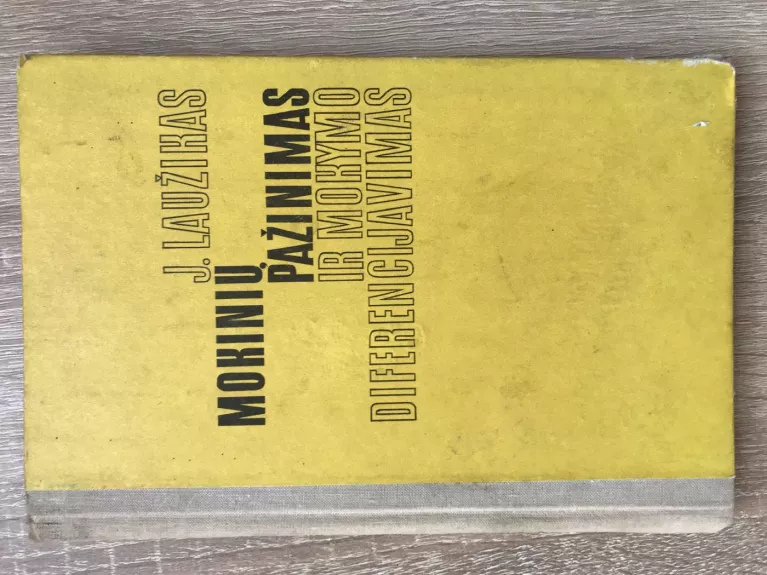 J. LAUŽIKAS
MOKINIŲ
PAŽINIMAS
IR MOKYMO
DIFERENCIJAVIMAS